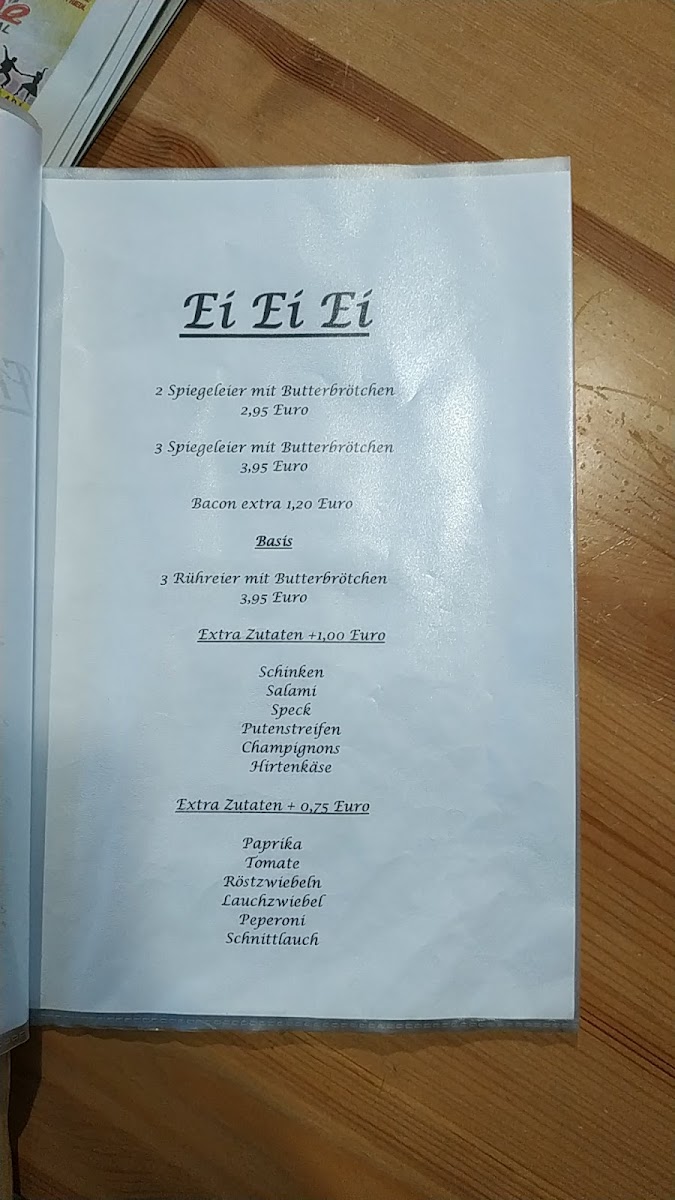 Ei Ei Ei
2 Spiegeleier mit Butterbrötchen
2,95 Euro
3 Spiegeleier mit Butterbrötchen
3,95 Euro
Bacon extra 1,20 Euro
Basis
3 Rühreier mit Butterbrötchen
3,95 Euro
Extra Zutaten +1,00 Euro
Schinken
Salami
Speck
Putenstreifen
Champignons
Hirtenkäse
Extra Zutaten + 0,75 Euro
Paprika
Tomate
Röstzwiebeln
Lauchzwiebel
Peperoni
Schnittlauch